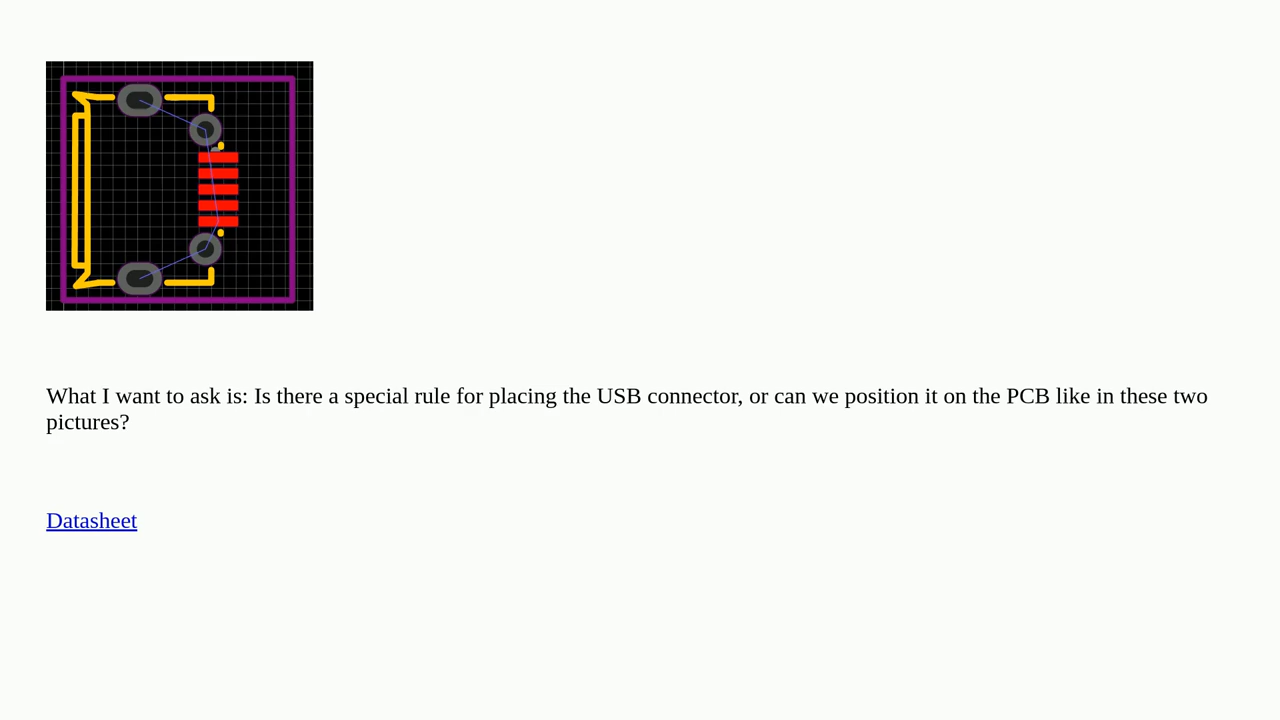 What I want to ask is: Is there a special rule for placing the USB connector, or can we position it on the PCB like in these two
pictures?
Datasheet